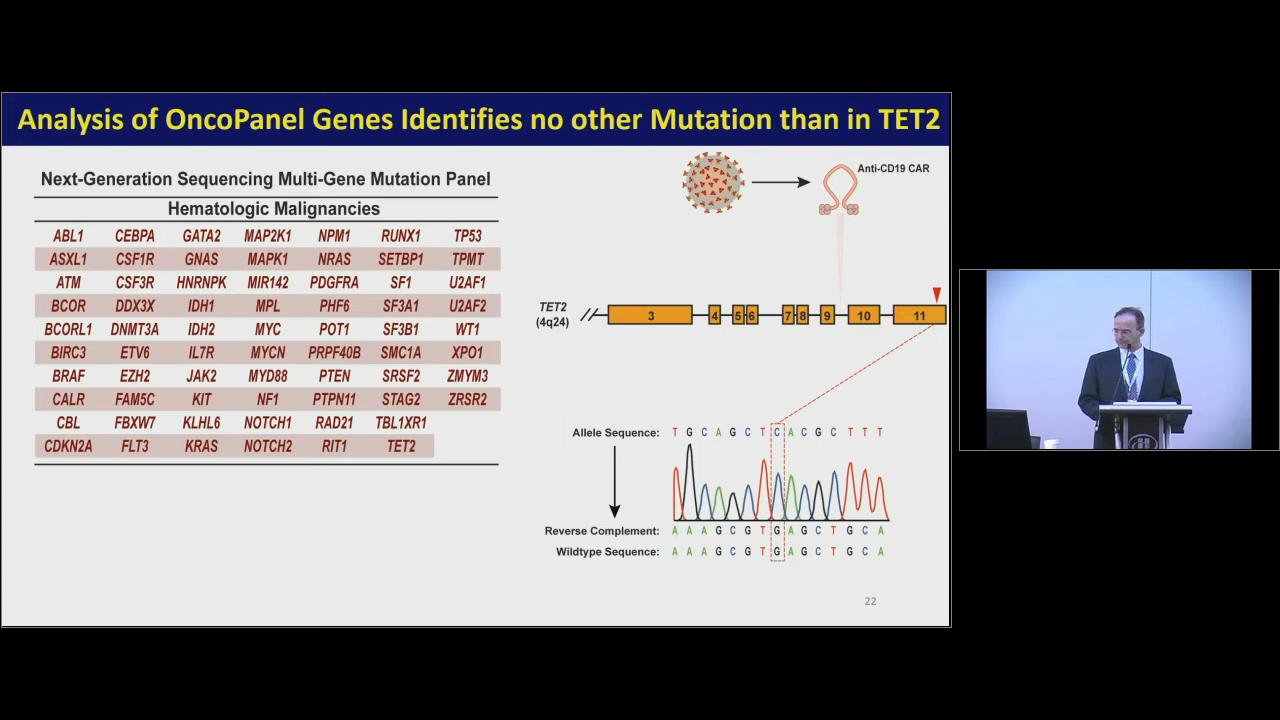 Analysis of OncoPanel Genes Identifies no other Mutation than in TET2
Next-Generation Sequencing Multi-Gene Mutation Panel
Hematologic Malignancies
ABL1 CEBPA GATA2 MAP2K1 NPM1 RUNX1 TP53
ASXL1 CSF1R GNAS MAPK1 NRAS SETBP1 TPMT
ATM CSF3R HNRNPK MIR142 PDGFRA SF1 U2AF1
BCOR DDX3X IDH1 MPL PHF6 SF3A1 U2AF2
BCORL1 DNMT3A IDH2 MYC POT1 SF3B1 WT1
BIRC3 ETV6 IL7R MYCN PRPF40B SMC1A XPO1
BRAF EZH2 JAK2 MYD88 PTEN SRSF2 ZMYM3
CALR FAM5C KIT NF1 PTPN11 STAG2 ZRSR2
CBL FBXW7 KLHL6 NOTCH1 RAD21 TBL1XR1
CDKN2A FLT3 KRAS NOTCH2 RIT1 TET2
Anti-CD19 CAR
TET2
(4q24)
3 4 5 6 7 8 9 10 11
Allele Sequence: T G C A G C T C A C G C T T T
Reverse Complement: A A A G C G T G A G C T G C A
Wildtype Sequence: A A A G C G T G A G C T G C A
22